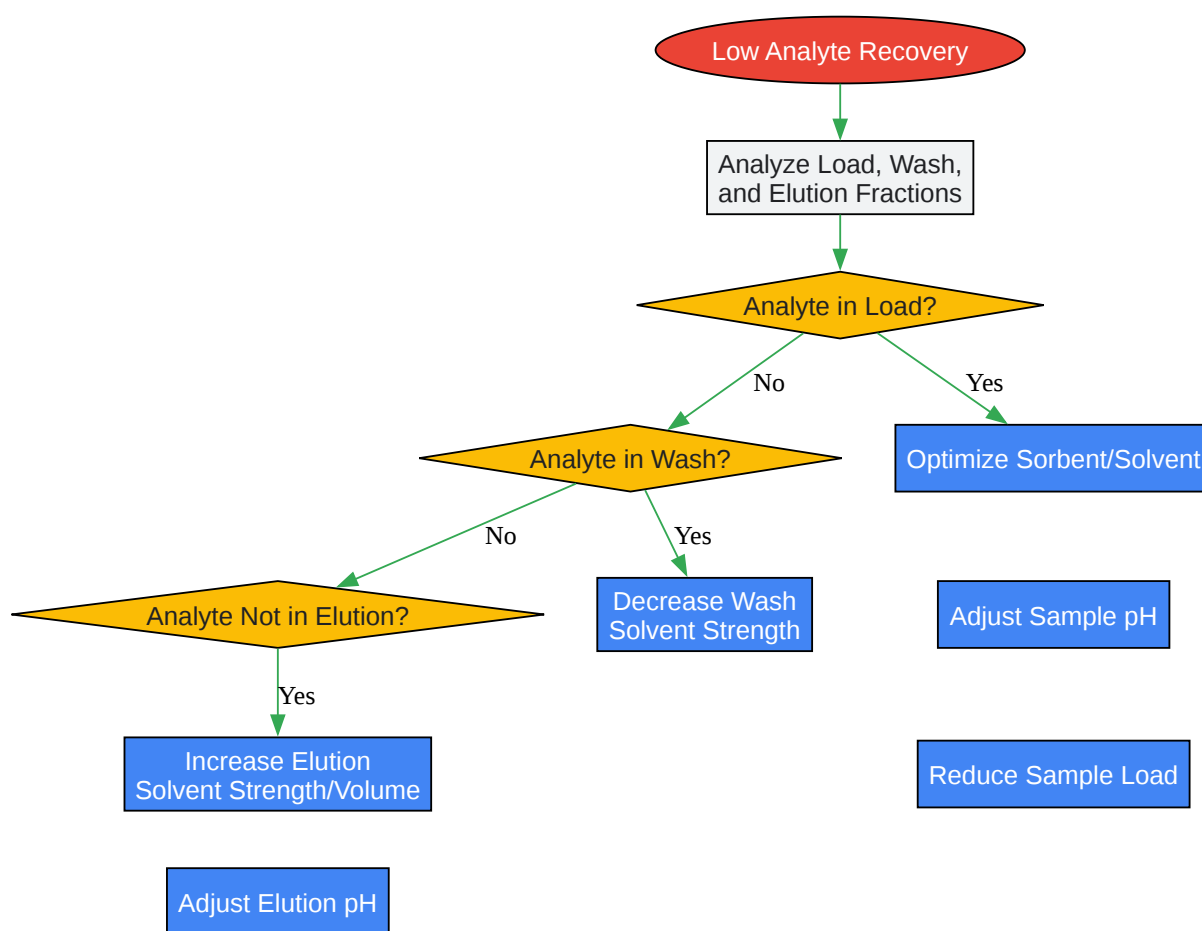 Low Analyte Recovery
Analyze Load, Wash,
and Elution Fractions
Analyte in Load?
No
Yes
Analyte in Wash?
Optimize Sorbent/Solvent
No
Yes
Analyte Not in Elution?
Decrease Wash
Solvent Strength
Adjust Sample pH
Yes
Increase Elution
Solvent Strength/Volume
Reduce Sample Load
Adjust Elution pH